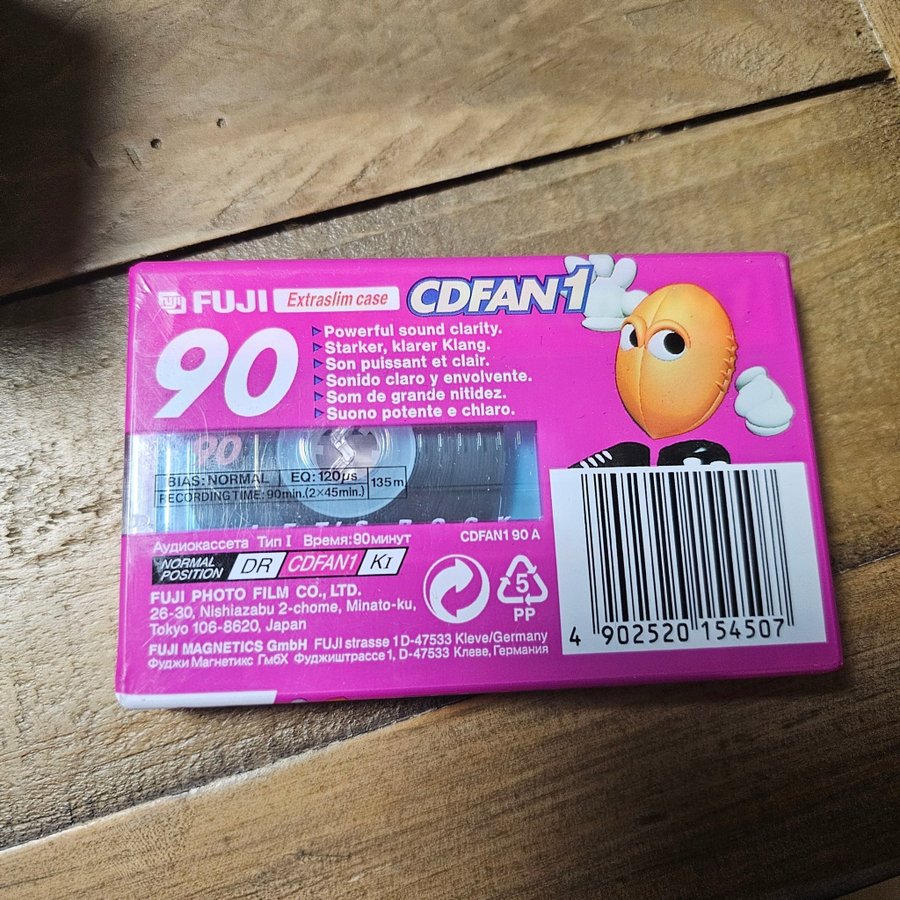 FUJI FUJI Extraslim case CDFAN1
90
Powerful sound clarity.
Starker, klarer Klang.
Son puissant et clair.
Sonido claro y envolvente.
Som de grande nitidez.
Suono potente e chiaro.
90
BIAS: NORMAL EQ: 120µs 135m
RECORDING TIME: 90min.(2×45min.)
Аудиокассета Тип I Время: 90минут CDFAN1 90 A
NORMAL POSITION DR CDFAN1 KI
FUJI PHOTO FILM CO., LTD.
26-30, Nishiazabu 2-chome, Minato-ku,
Tokyo 106-8620, Japan
FUJI MAGNETICS GmbH FUJI strasse 1 D-47533 Kleve/Germany
Фуджи Магнетикс ГмбХ Фуджиштрассе 1, D-47533 Клеве, Германия
5
PP
4 902520 154507